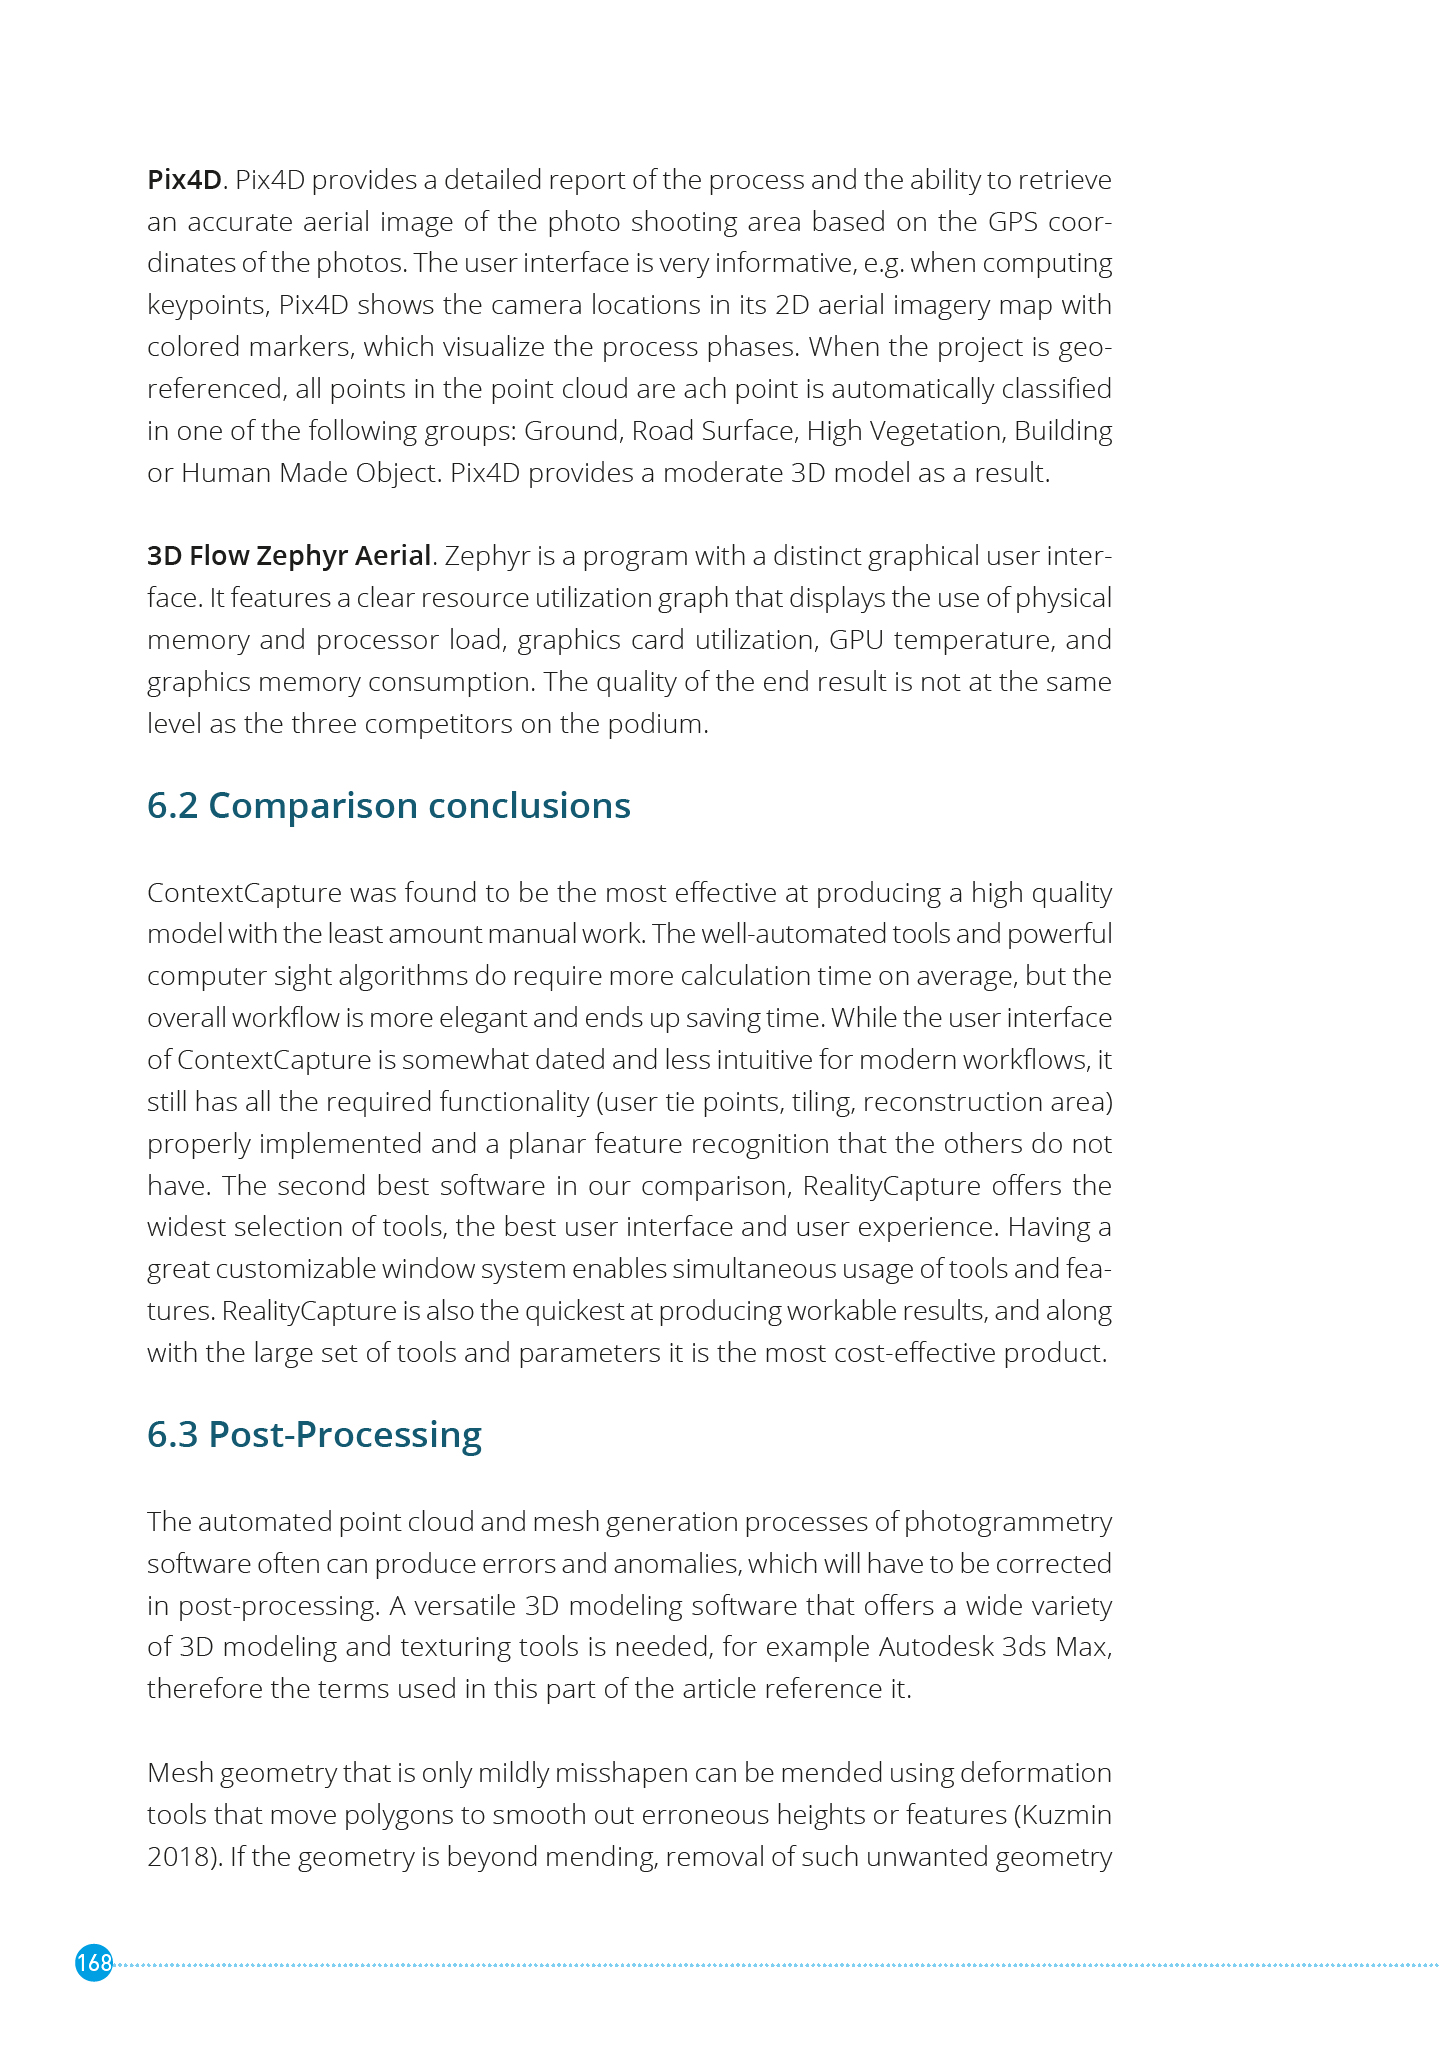 Pix4D. Pix4D provides a detailed report of the process and the ability to retrieve
an accurate aerial image of the photo shooting area based on the GPS coor-
dinates of the photos. The user interface is very informative, e.g. when computing
keypoints, Pix4D shows the camera locations in its 2D aerial imagery map with
colored markers, which visualize the process phases. When the project is geo-
referenced, all points in the point cloud are ach point is automatically classified
in one of the following groups: Ground, Road Surface, High Vegetation, Building
or Human Made Object. Pix4D provides a moderate 3D model as a result.
3D Flow Zephyr Aerial. Zephyr is a program with a distinct graphical user inter-
face. It features a clear resource utilization graph that displays the use of physical
memory and processor load, graphics card utilization, GPU temperature, and
graphics memory consumption. The quality of the end result is not at the same
level as the three competitors on the podium.
6.2 Comparison conclusions
ContextCapture was found to be the most effective at producing a high quality
model with the least amount manual work. The well-automated tools and powerful
computer sight algorithms do require more calculation time on average, but the
overall workflow is more elegant and ends up saving time. While the user interface
of ContextCapture is somewhat dated and less intuitive for modern workflows, it
still has all the required functionality (user tie points, tiling, reconstruction area)
properly implemented and a planar feature recognition that the others do not
have. The second best software in our comparison, RealityCapture offers the
widest selection of tools, the best user interface and user experience. Having a
great customizable window system enables simultaneous usage of tools and fea-
tures. RealityCapture is also the quickest at producing workable results, and along
with the large set of tools and parameters it is the most cost-effective product.
6.3 Post-Processing
The automated point cloud and mesh generation processes of photogrammetry
software often can produce errors and anomalies, which will have to be corrected
in post-processing. A versatile 3D modeling software that offers a wide variety
of 3D modeling and texturing tools is needed, for example Autodesk 3ds Max,
therefore the terms used in this part of the article reference it.
Mesh geometry that is only mildly misshapen can be mended using deformation
tools that move polygons to smooth out erroneous heights or features (Kuzmin
2018). If the geometry is beyond mending, removal of such unwanted geometry
168